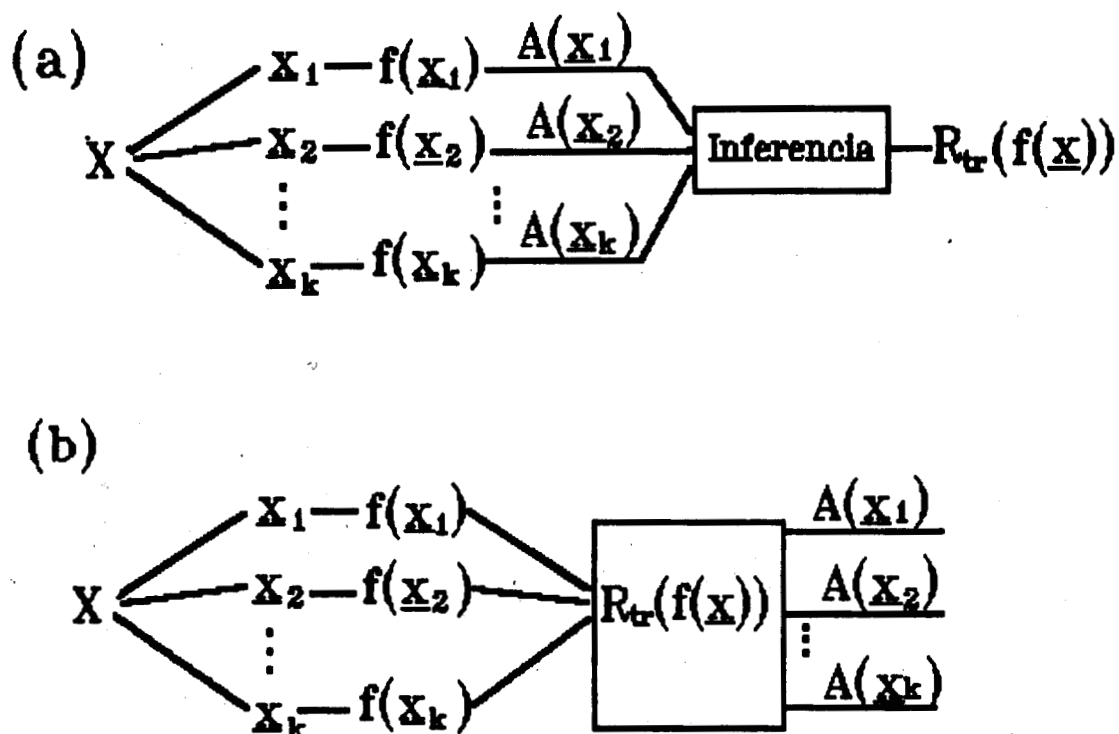 (a)
x1 f(x1) A(x1)
X x2 f(x2) A(x2) Inferencia Rtr(f(x))
xk f(xk) A(xk)
(b)
x1 f(x1) A(x1)
X x2 f(x2) Rtr(f(x)) A(x2)
xk f(xk) A(xk)